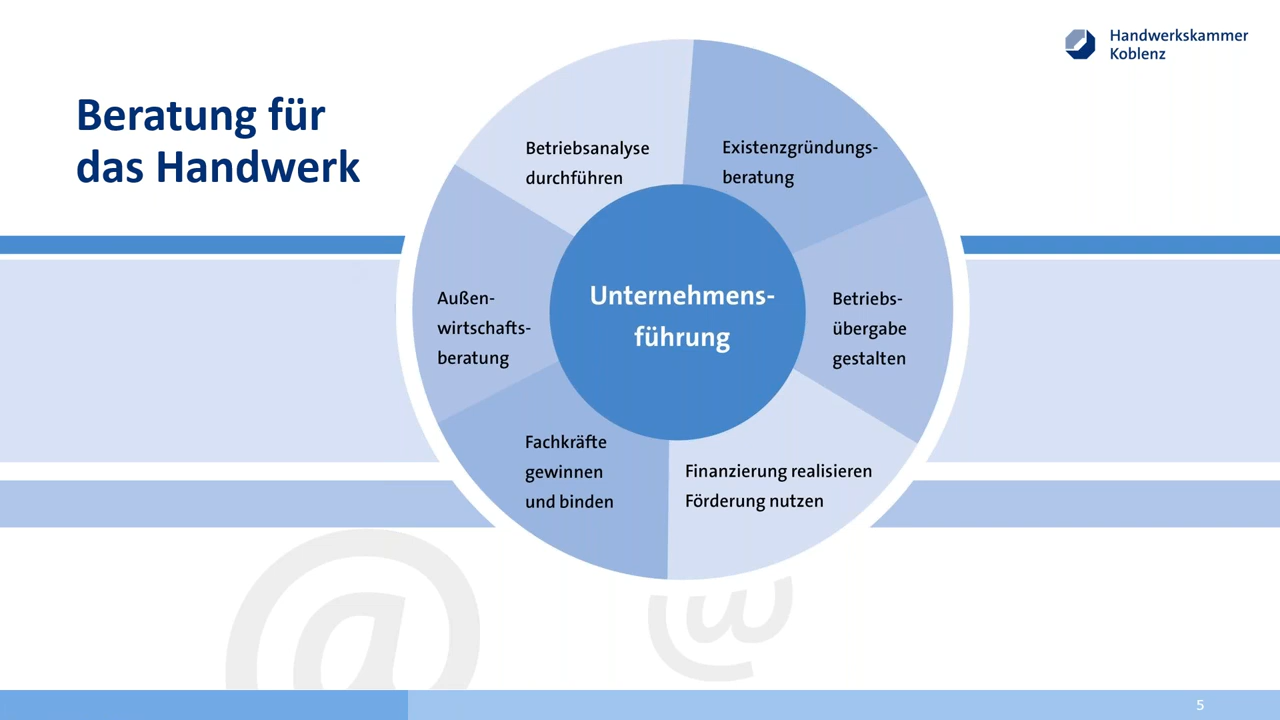 Handwerkskammer
Koblenz
Beratung für
das Handwerk
Betriebsanalyse
durchführen
Existenzgründungs-
beratung
Außen-
wirtschafts-
beratung
Unternehmens-
führung
Betriebs-
übergabe
gestalten
Fachkräfte
gewinnen
und binden
Finanzierung realisieren
Förderung nutzen
@
@
5